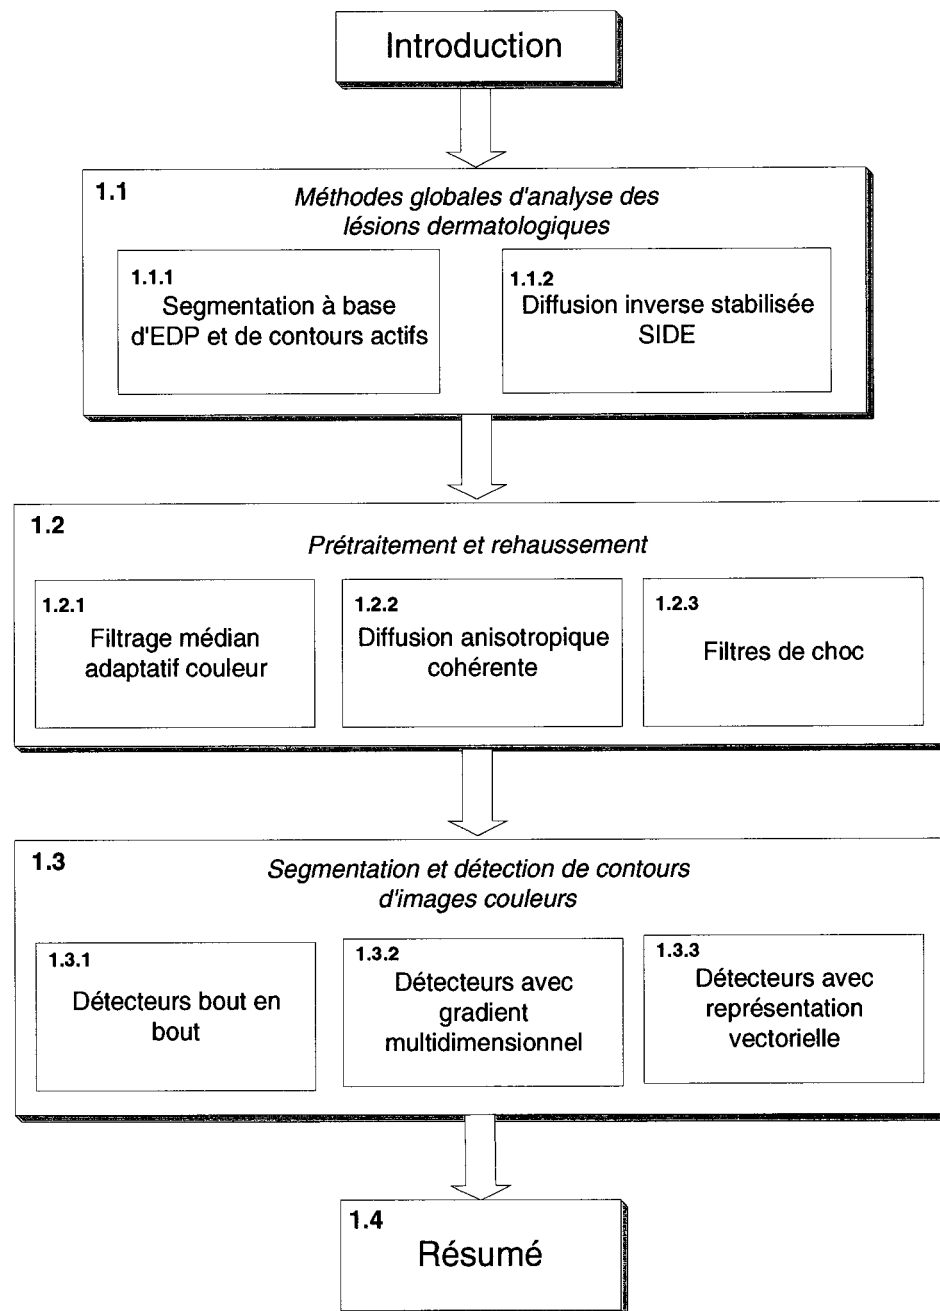 Introduction
1.1
Méthodes globales d'analyse des
lésions dermatologiques
1.1.1
Segmentation à base
d'EDP et de contours actifs
1.1.2
Diffusion inverse stabilisée
SIDE
1.2
Prétraitement et rehaussement
1.2.1
Filtrage médian
adaptatif couleur
1.2.2
Diffusion anisotropique
cohérente
1.2.3
Filtres de choc
1.3
Segmentation et détection de contours
d'images couleurs
1.3.1
Détecteurs bout en
bout
1.3.2
Détecteurs avec
gradient
multidimensionnel
1.3.3
Détecteurs avec
représentation
vectorielle
1.4
Résumé